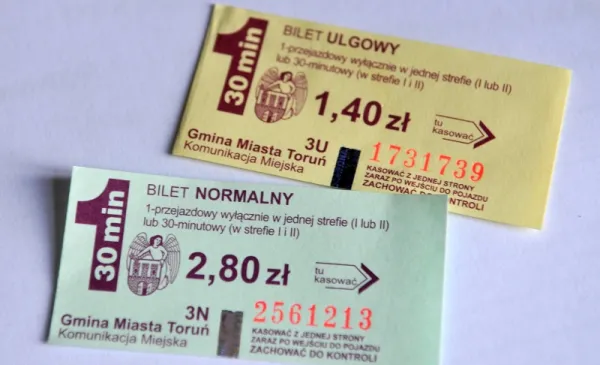 1
30 min
BILET ULGOWY
1-przejazdowy wyłącznie w jednej strefie (I lub II)
lub 30-minutowy (w strefie I i II)
1,40 zł
tu
kasować
3U
1731739
Gmina Miasta Toruń
Komunikacja Miejska
KASOWAĆ Z JEDNEJ STRONY
ZARAZ PO WEJŚCIU DO POJAZDU
ZACHOWAĆ DO KONTROLI
1
30 min
BILET NORMALNY
1-przejazdowy wyłącznie w jednej strefie (I lub II)
lub 30-minutowy (w strefie I i II)
2,80 zł
tu
kasować
3N
2561213
Gmina Miasta Toruń
Komunikacja Miejska
KASOWAĆ Z JEDNEJ STRONY
ZARAZ PO WEJŚCIU DO POJAZDU
ZACHOWAĆ DO KONTROLI